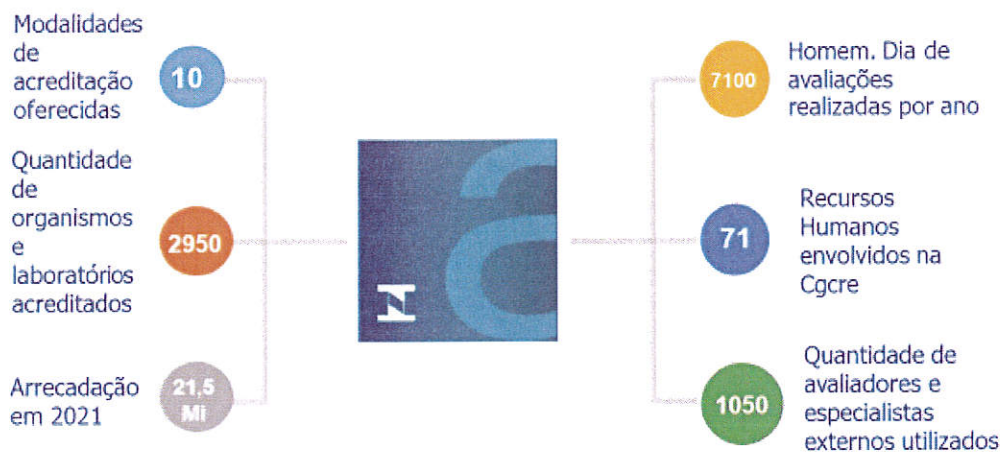 Modalidades
de
acreditação
oferecidas
10
Quantidade
de
organismos
e
laboratórios
acreditados
2950
Arrecadação
em 2021
21,5
Mi
7100
Homem. Dia de
avaliações
realizadas por ano
71
Recursos
Humanos
envolvidos na
Cgcre
1050
Quantidade de
avaliadores e
especialistas
externos utilizados